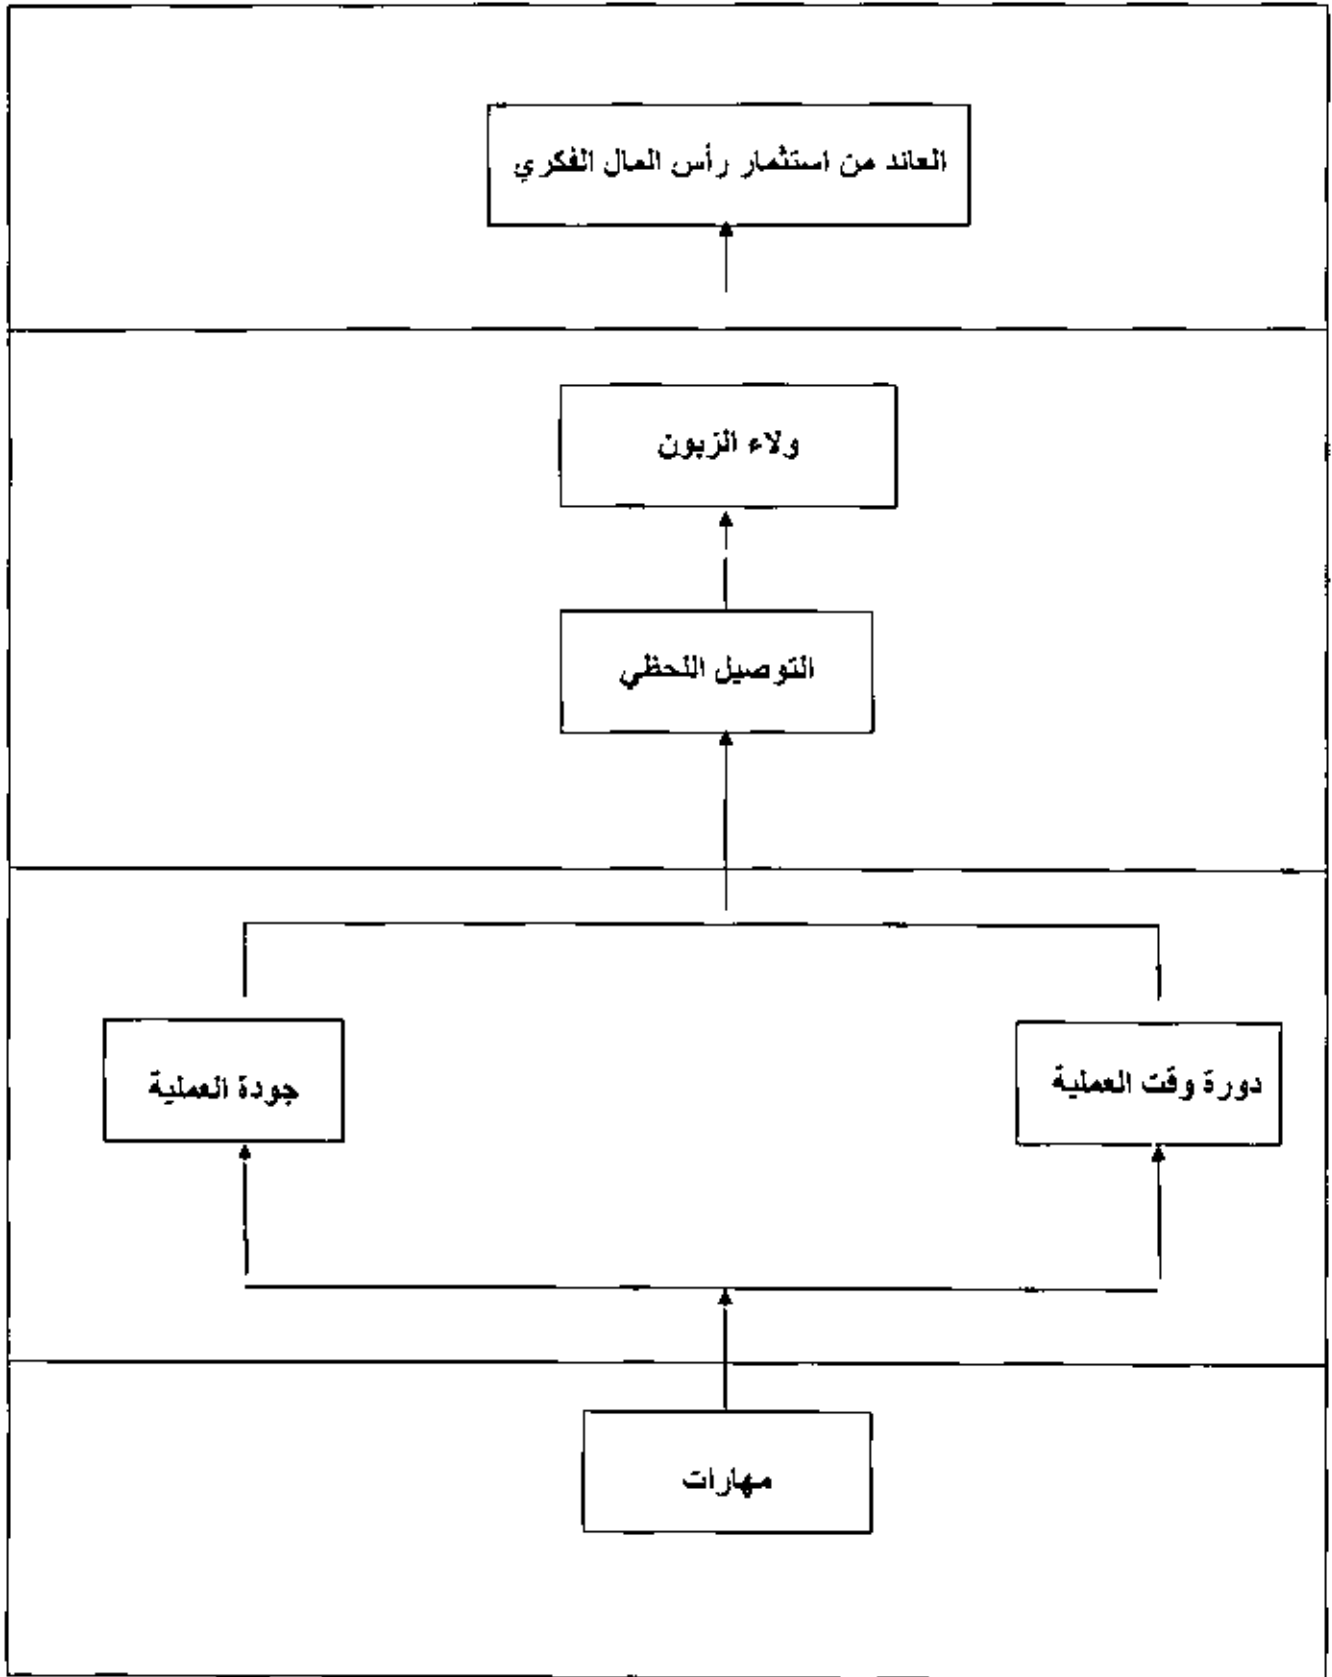 العائد من استثمار رأس المال الفكري
ولاء الزبون
التوصيل اللحظي
دورة وقت العملية
جودة العملية
مهارات